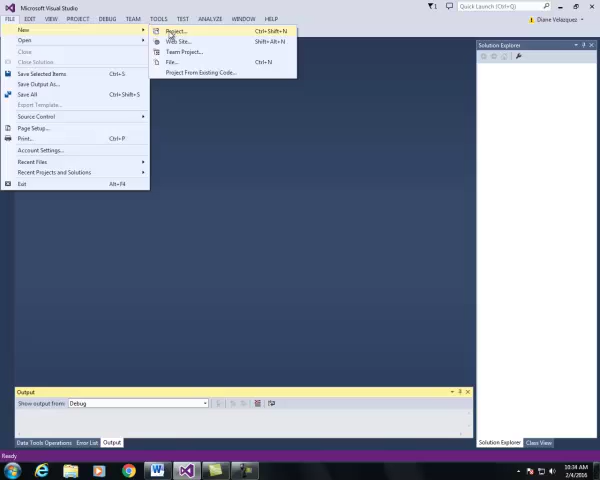 Microsoft Visual Studio
1
Quick Launch (Ctrl+Q)
FILE EDIT VIEW PROJECT DEBUG TEAM TOOLS TEST ANALYZE WINDOW HELP
Diane Velazquez
New
Project... Ctrl+Shift+N
Open
Web Site... Shift+Alt+N
Close
Team Project...
Close Solution
File... Ctrl+N
Save Selected Items Ctrl+S
Project From Existing Code...
Save Output As...
Save All Ctrl+Shift+S
Export Template...
Source Control
Page Setup...
Print... Ctrl+P
Account Settings...
Recent Files
Recent Projects and Solutions
Exit Alt+F4
Solution Explorer
Output
Show output from: Debug
Data Tools Operations Error List Output
Solution Explorer Class View
Ready
10:34 AM
2/4/2016